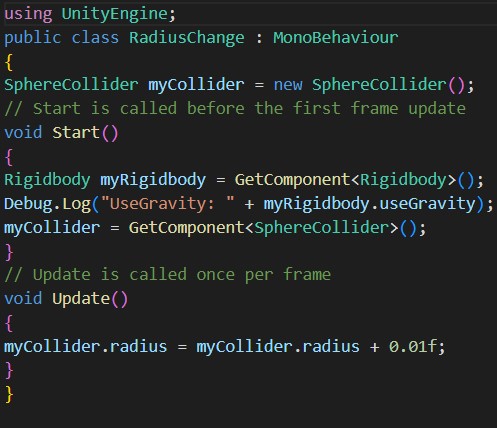 using UnityEngine;
public class RadiusChange : MonoBehaviour
{
SphereCollider myCollider = new SphereCollider();
// Start is called before the first frame update
void Start()
{
Rigidbody myRigidbody = GetComponent<Rigidbody>();
Debug.Log("UseGravity: " + myRigidbody.useGravity);
myCollider = GetComponent<SphereCollider>();
}
// Update is called once per frame
void Update()
{
myCollider.radius = myCollider.radius + 0.01f;
}
}